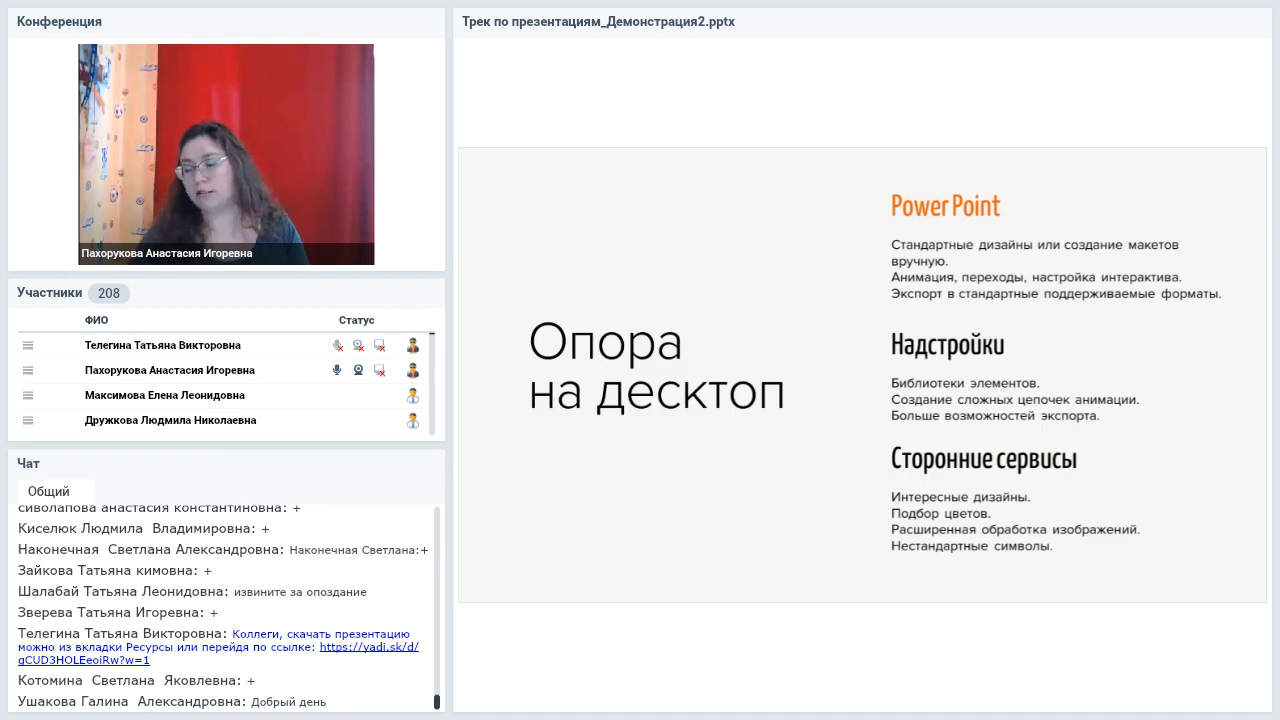 Конференция
Пахорукова Анастасия Игоревна
Участники 208
ФИО Статус
Телегина Татьяна Викторовна
Пахорукова Анастасия Игоревна
Максимова Елена Леонидовна
Дружкова Людмила Николаевна
Чат
Общий
сиволапова анастасия константиновна: +
Киселюк Людмила Владимировна: +
Наконечная Светлана Александровна: Наконечная Светлана:+
Зайкова Татьяна кимовна: +
Шалабай Татьяна Леонидовна: извините за опоздание
Зверева Татьяна Игоревна: +
Телегина Татьяна Викторовна: Коллеги, скачать презентацию
можно из вкладки Ресурсы или перейдя по ссылке: https://yadi.sk/d/
gCUD3HOLEeoiRw?w=1
Котомина Светлана Яковлевна: +
Ушакова Галина Александровна: Добрый день
Трек по презентациям_Демонстрация2.pptx
Опора
на десктоп
Power Point
Стандартные дизайны или создание макетов
вручную.
Анимация, переходы, настройка интерактива.
Экспорт в стандартные поддерживаемые форматы.
Надстройки
Библиотеки элементов.
Создание сложных цепочек анимации.
Больше возможностей экспорта.
Сторонние сервисы
Интересные дизайны.
Подбор цветов.
Расширенная обработка изображений.
Нестандартные символы.